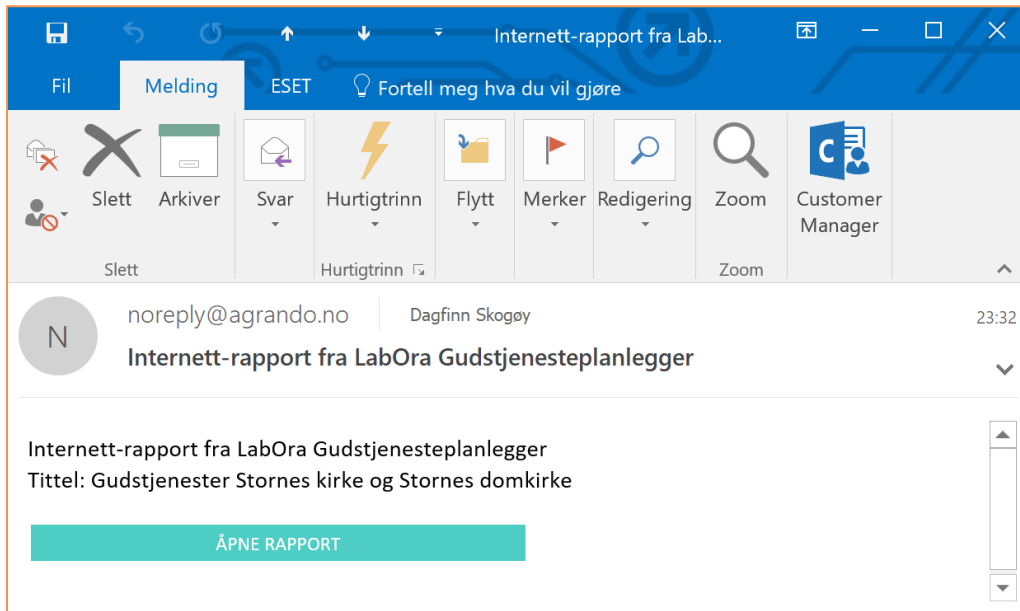 Internett-rapport fra Lab...
Fil Melding ESET Fortell meg hva du vil gjøre
Slett Arkiver Svar Hurtigtrinn Flytt Merker Redigering Zoom Customer Manager
Slett Hurtigtrinn Zoom
N
noreply@agrando.no Dagfinn Skogøy 23:32
Internett-rapport fra LabOra Gudstjenesteplanlegger
Internett-rapport fra LabOra Gudstjenesteplanlegger
Tittel: Gudstjenester Stornes kirke og Stornes domkirke
ÅPNE RAPPORT